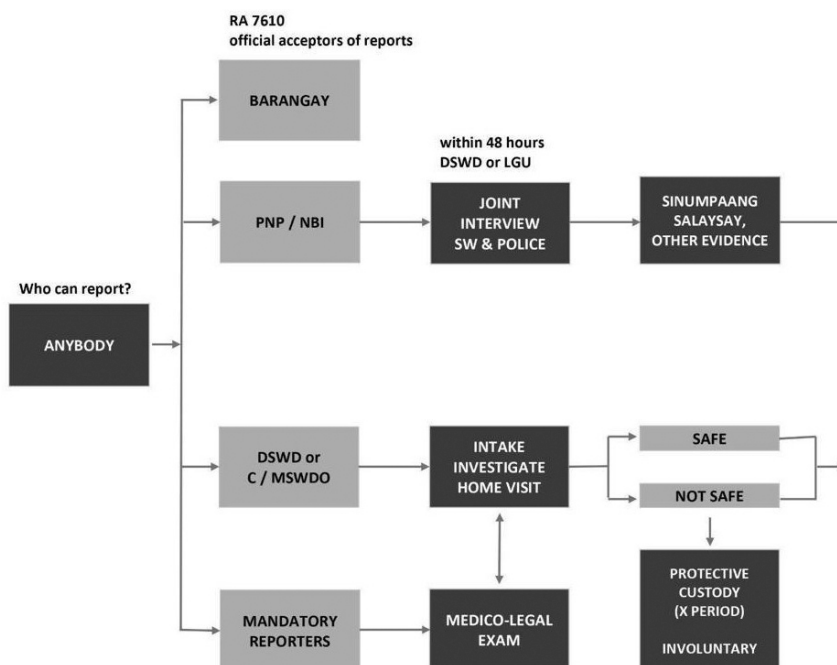 RA 7610
official acceptors of reports
BARANGAY
within 48 hours
DSWD or LGU
PNP / NBI
JOINT
INTERVIEW
SW & POLICE
SINUMPAANG
SALAYSAY,
OTHER EVIDENCE
Who can report?
ANYBODY
DSWD or
C / MSWDO
INTAKE
INVESTIGATE
HOME VISIT
SAFE
NOT SAFE
MANDATORY
REPORTERS
MEDICO-LEGAL
EXAM
PROTECTIVE
CUSTODY
(X PERIOD)
INVOLUNTARY